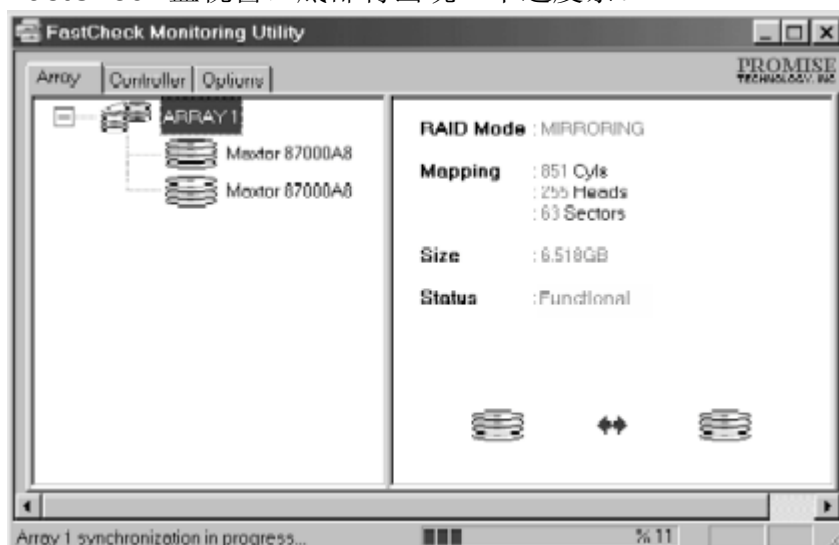 FastCheck Monitoring Utility
PROMISE
TECHNOLOGY, INC
Array Controller Options
ARRAY 1
Maxtor 87000A8
Maxtor 87000A8
RAID Mode : MIRRORING
Mapping : 851 Cyls
: 255 Heads
: 63 Sectors
Size : 6.518GB
Status : Functional
Array 1 synchronization in progress... % 11